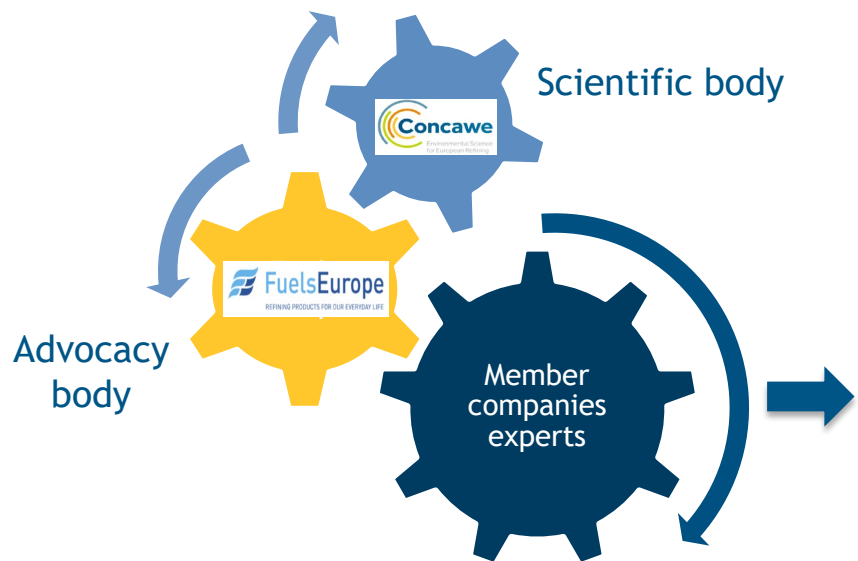 Scientific body
Concawe
Environmental Science
for European Refining
FuelsEurope
REFINING PRODUCTS FOR OUR EVERYDAY LIFE
Advocacy
body
Member
companies
experts